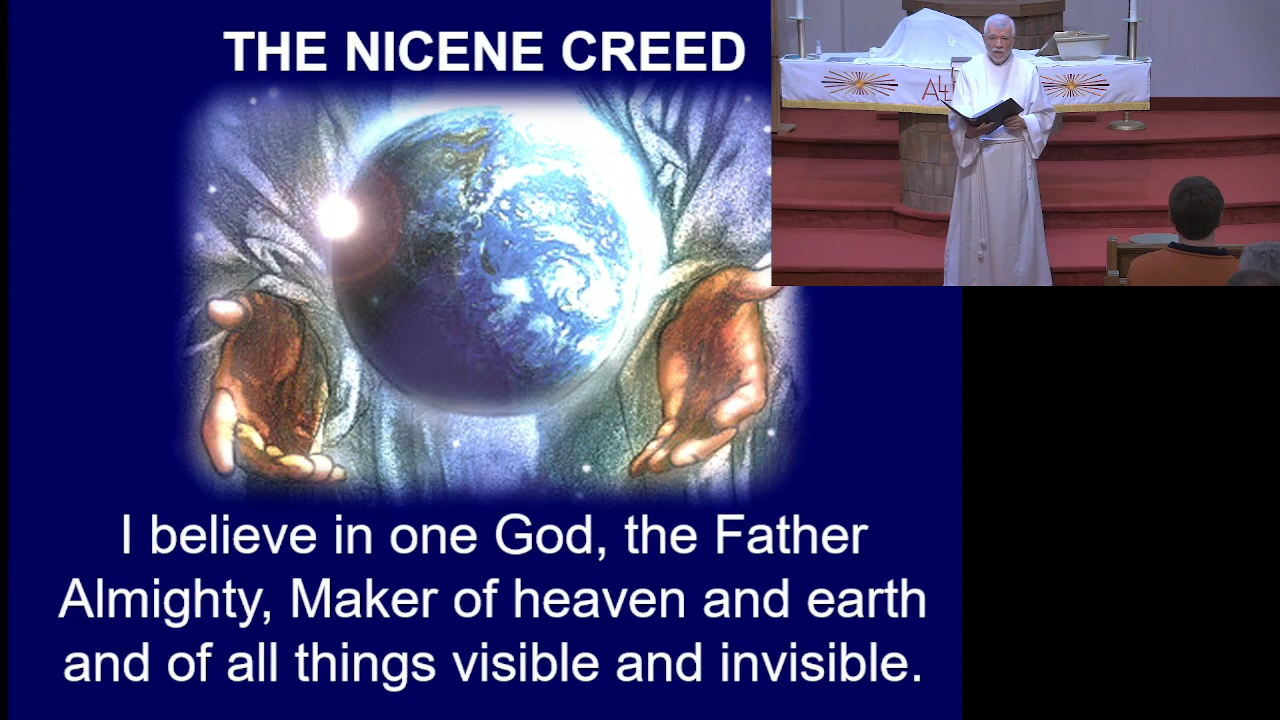 THE NICENE CREED
I believe in one God, the Father
Almighty, Maker of heaven and earth
and of all things visible and invisible.